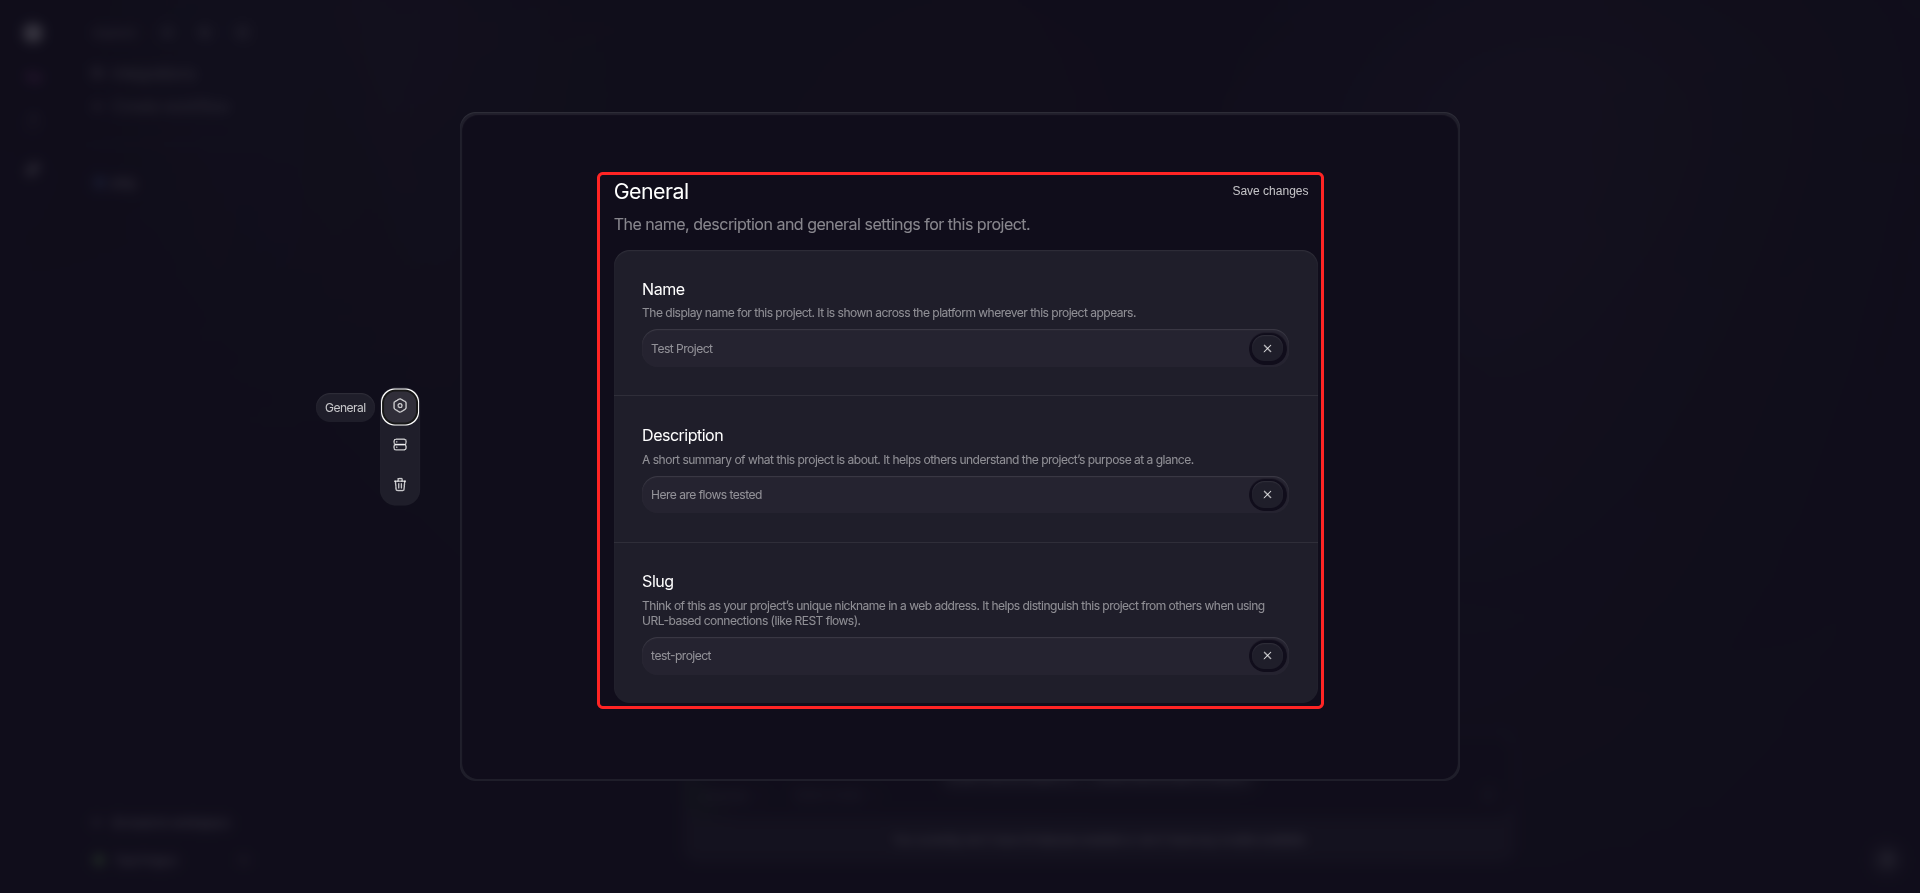 General
Save changes
The name, description and general settings for this project.
Name
The display name for this project. It is shown across the platform wherever this project appears.
Test Project
General
Description
A short summary of what this project is about. It helps others understand the project's purpose at a glance.
Here are flows tested
Slug
Think of this as your project's unique nickname in a web address. It helps distinguish this project from others when using
URL-based connections (like REST flows).
test-project